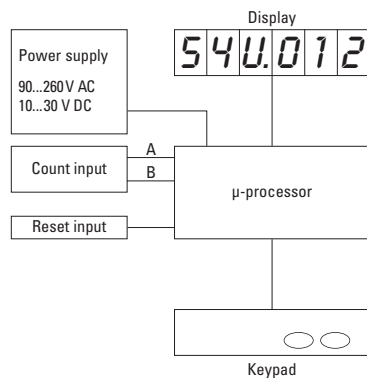 Display
54U.012
Power supply
90...260 V AC
10...30 V DC
A
Count input
B
µ-processor
Reset input
Keypad